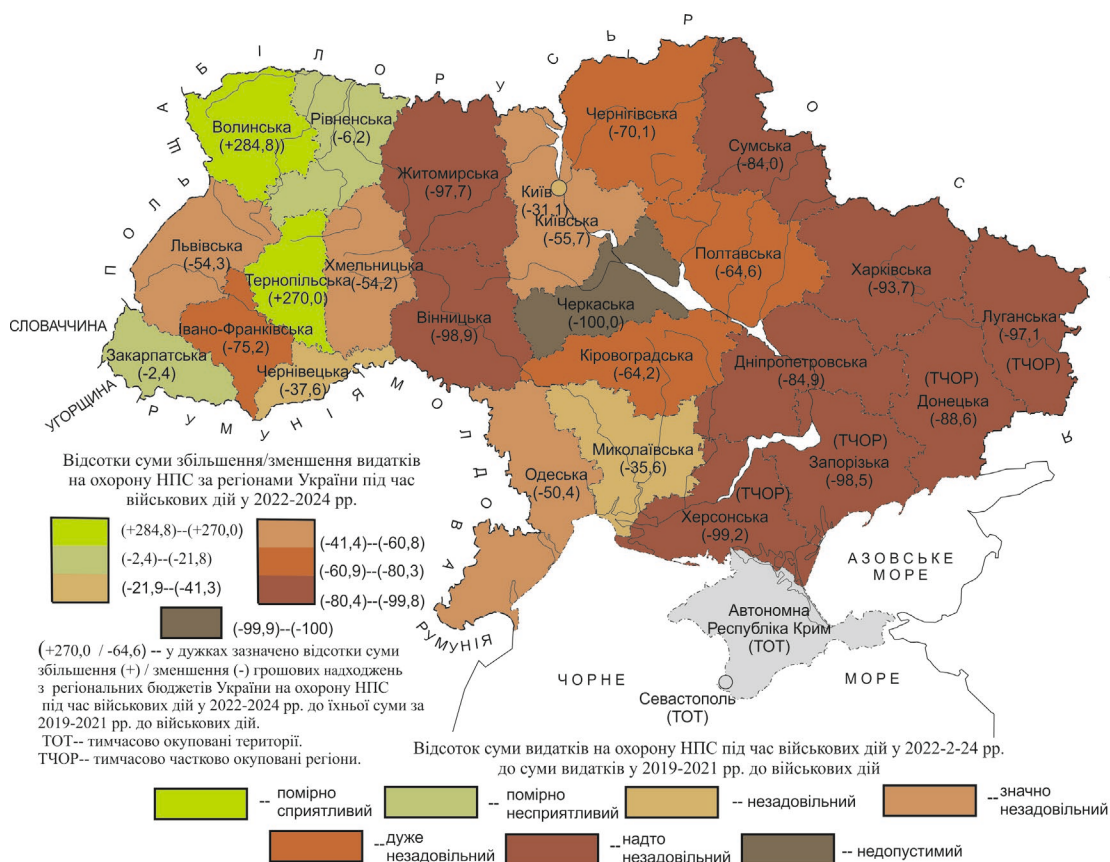 БІЛОРУСЬ
РОСІЯ
ПОЛЬЩА
Волинська
(+284,8))
Рівненська
(-6,2)
Житомирська
(-97,7)
Київ
(-31,1)
Київська
(-55,7)
Чернігівська
(-70,1)
Сумська
(-84,0)
Львівська
(-54,3)
Тернопільська
(+270,0)
Хмельницька
(-54,2)
Черкаська
(-100,0)
Полтавська
(-64,6)
Харківська
(-93,7)
Луганська
(-97,1)
(ТЧОР)
СЛОВАЧЧИНА
Закарпатська
(-2,4)
Івано-Франківська
(-75,2)
Чернівецька
(-37,6)
Вінницька
(-98,9)
Кіровоградська
(-64,2)
Дніпропетровська
(-84,9)
(ТЧОР)
Донецька
(-88,6)
УГОРЩИНА
РУМУНІЯ
МОЛДОВА
Одеська
(-50,4)
Миколаївська
(-35,6)
(ТЧОР)
Запорізька
(-98,5)
(ТЧОР)
Херсонська
(-99,2)
АЗОВСЬКЕ
МОРЕ
РУМУНІЯ
Автономна
Республіка Крим
(ТОТ)
ЧОРНЕ
МОРЕ
Севастополь
(ТОТ)
Відсотки суми збільшення/зменшення видатків
на охорону НПС за регіонами України під час
військових дій у 2022-2024 рр.
(+284,8)--(+270,0)
(-2,4)--(-21,8)
(-21,9--(-41,3)
(-41,4)--(-60,8)
(-60,9)--(-80,3)
(-80,4)--(-99,8)
(-99,9)--(-100)
(+270,0 / -64,6) -- у дужках зазначено відсотки суми
збільшення (+) / зменшення (-) грошових надходжень
з регіональних бюджетів України на охорону НПС
під час військових дій у 2022-2024 рр. до їхньої суми за
2019-2021 рр. до військових дій.
ТОТ-- тимчасово окуповані території.
ТЧОР-- тимчасово частково окуповані регіони.
Відсоток суми видатків на охорону НПС під час військових дій у 2022-2-24 рр.
до суми видатків у 2019-2021 рр. до військових дій
-- помірно
сприятливий
-- помірно
несприятливий
-- незадовільний
--значно
незадовільний
--дуже
незадовільний
--надто
незадовільний
-- недопустимий